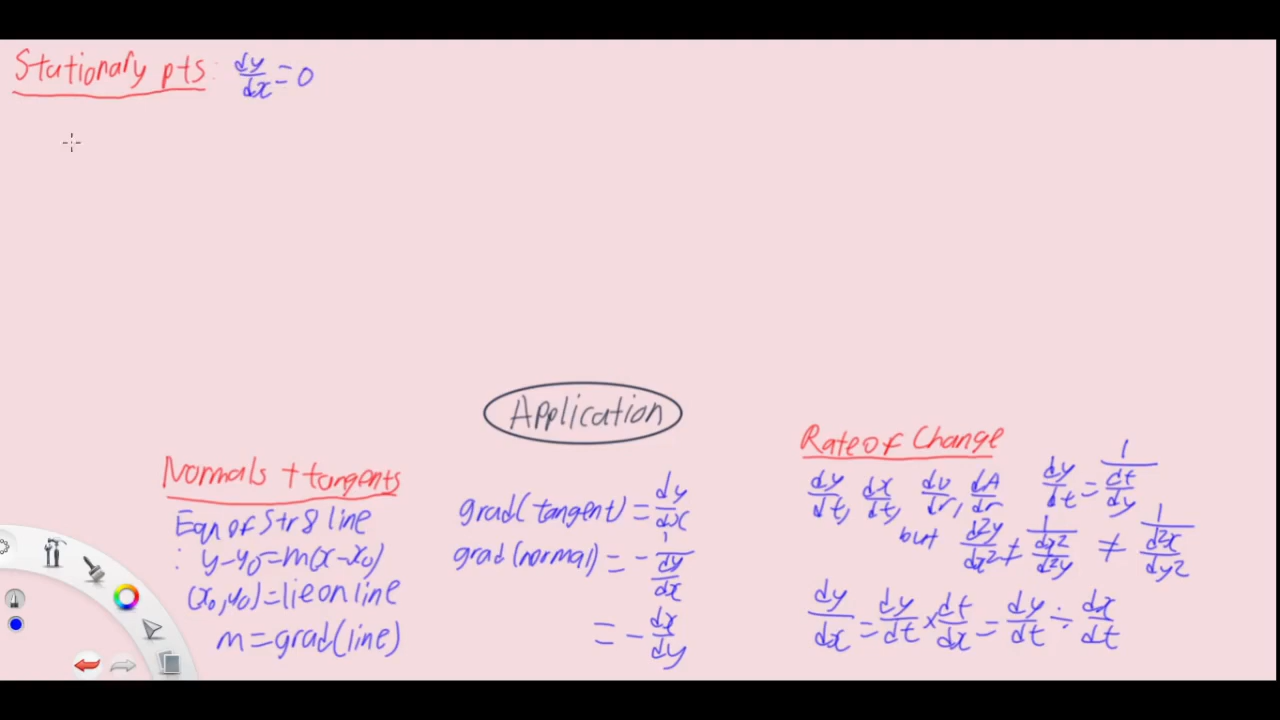 Stationary pts: dy/dx = 0
Application
Normals + tangents
Eqn of Str8 line
: y-y0=m(x-x0)
(x0,y0)=lie on line
m=grad(line)
grad(tangent) = dy/dx
grad(normal) = - 1/(dy/dx)
= - dx/dy
Rate of Change
dy/dt, dx/dt, dv/dr, dA/dr dy/dt = 1/(dt/dy)
but d²y/dx² ≠ 1/(dx²/d²y) ≠ 1/(d²x/dy²)
dy/dx = dy/dt × dt/dx = dy/dt ÷ dx/dt